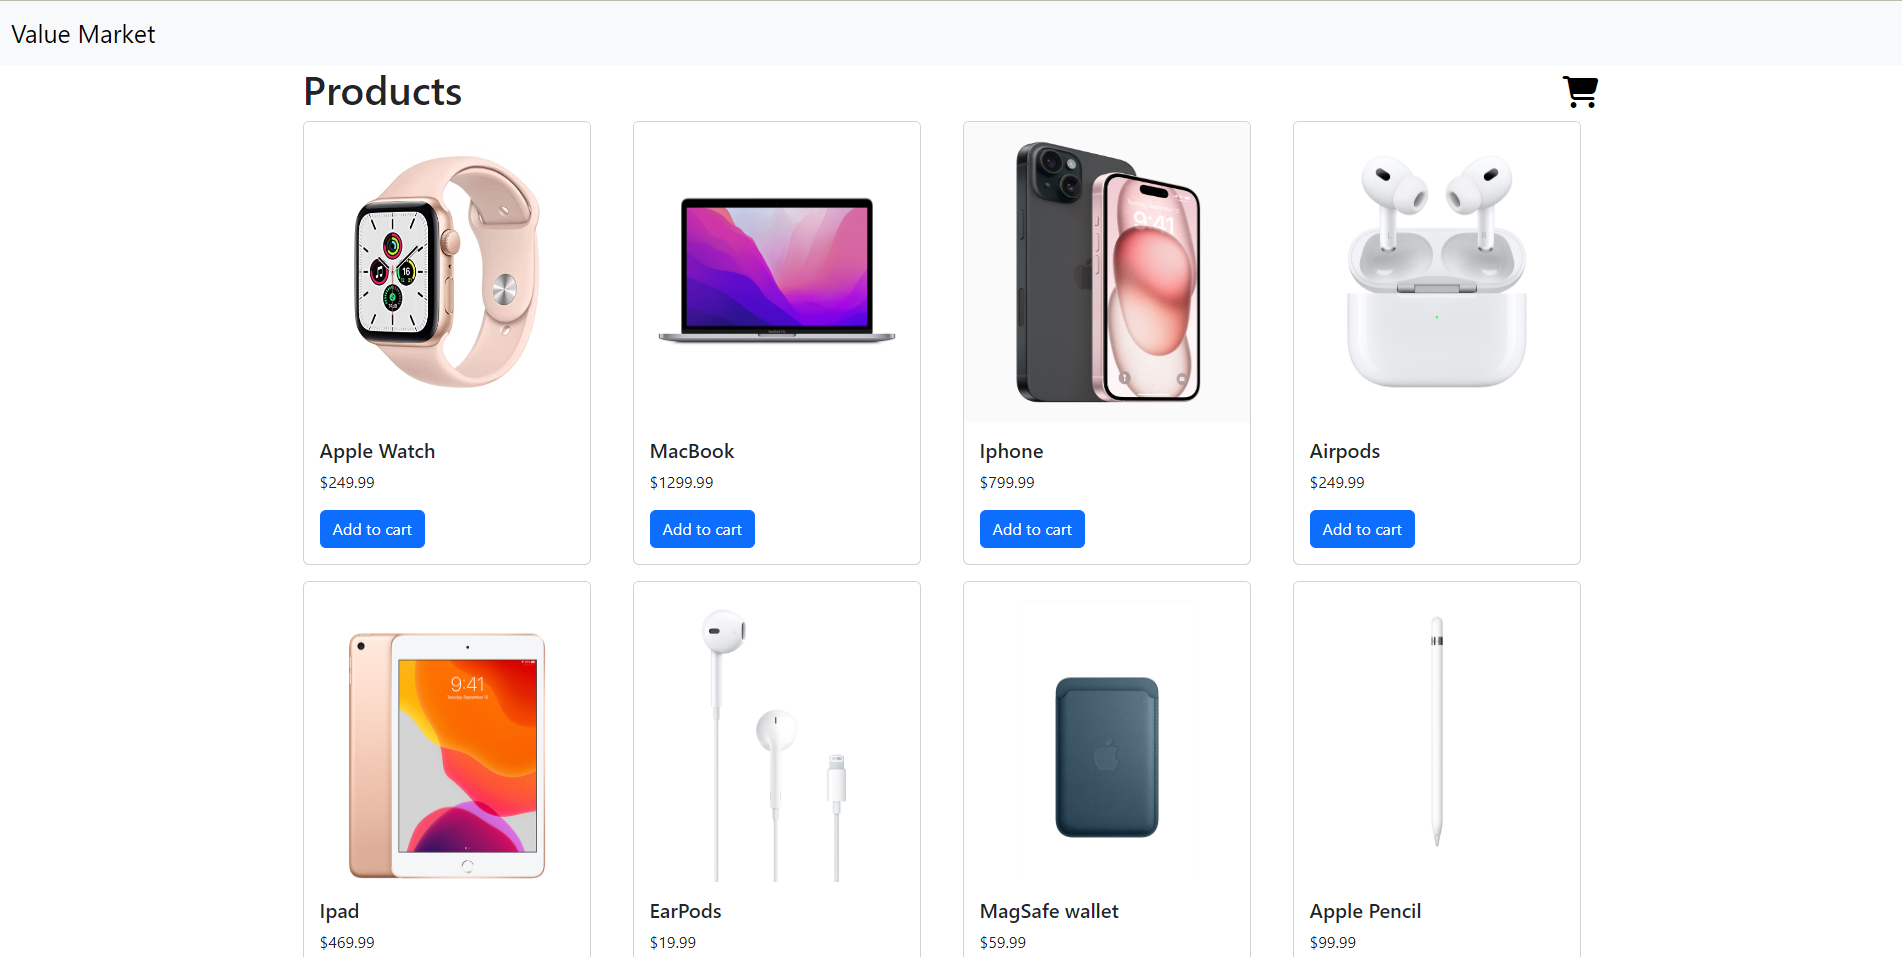 Value Market
Products
Apple Watch
$249.99
Add to cart
MacBook
$1299.99
Add to cart
9:41
Iphone
$799.99
Add to cart
L R
Airpods
$249.99
Add to cart
16
9:41
Ipad
$469.99
EarPods
$19.99
MagSafe wallet
$59.99
Apple Pencil
$99.99